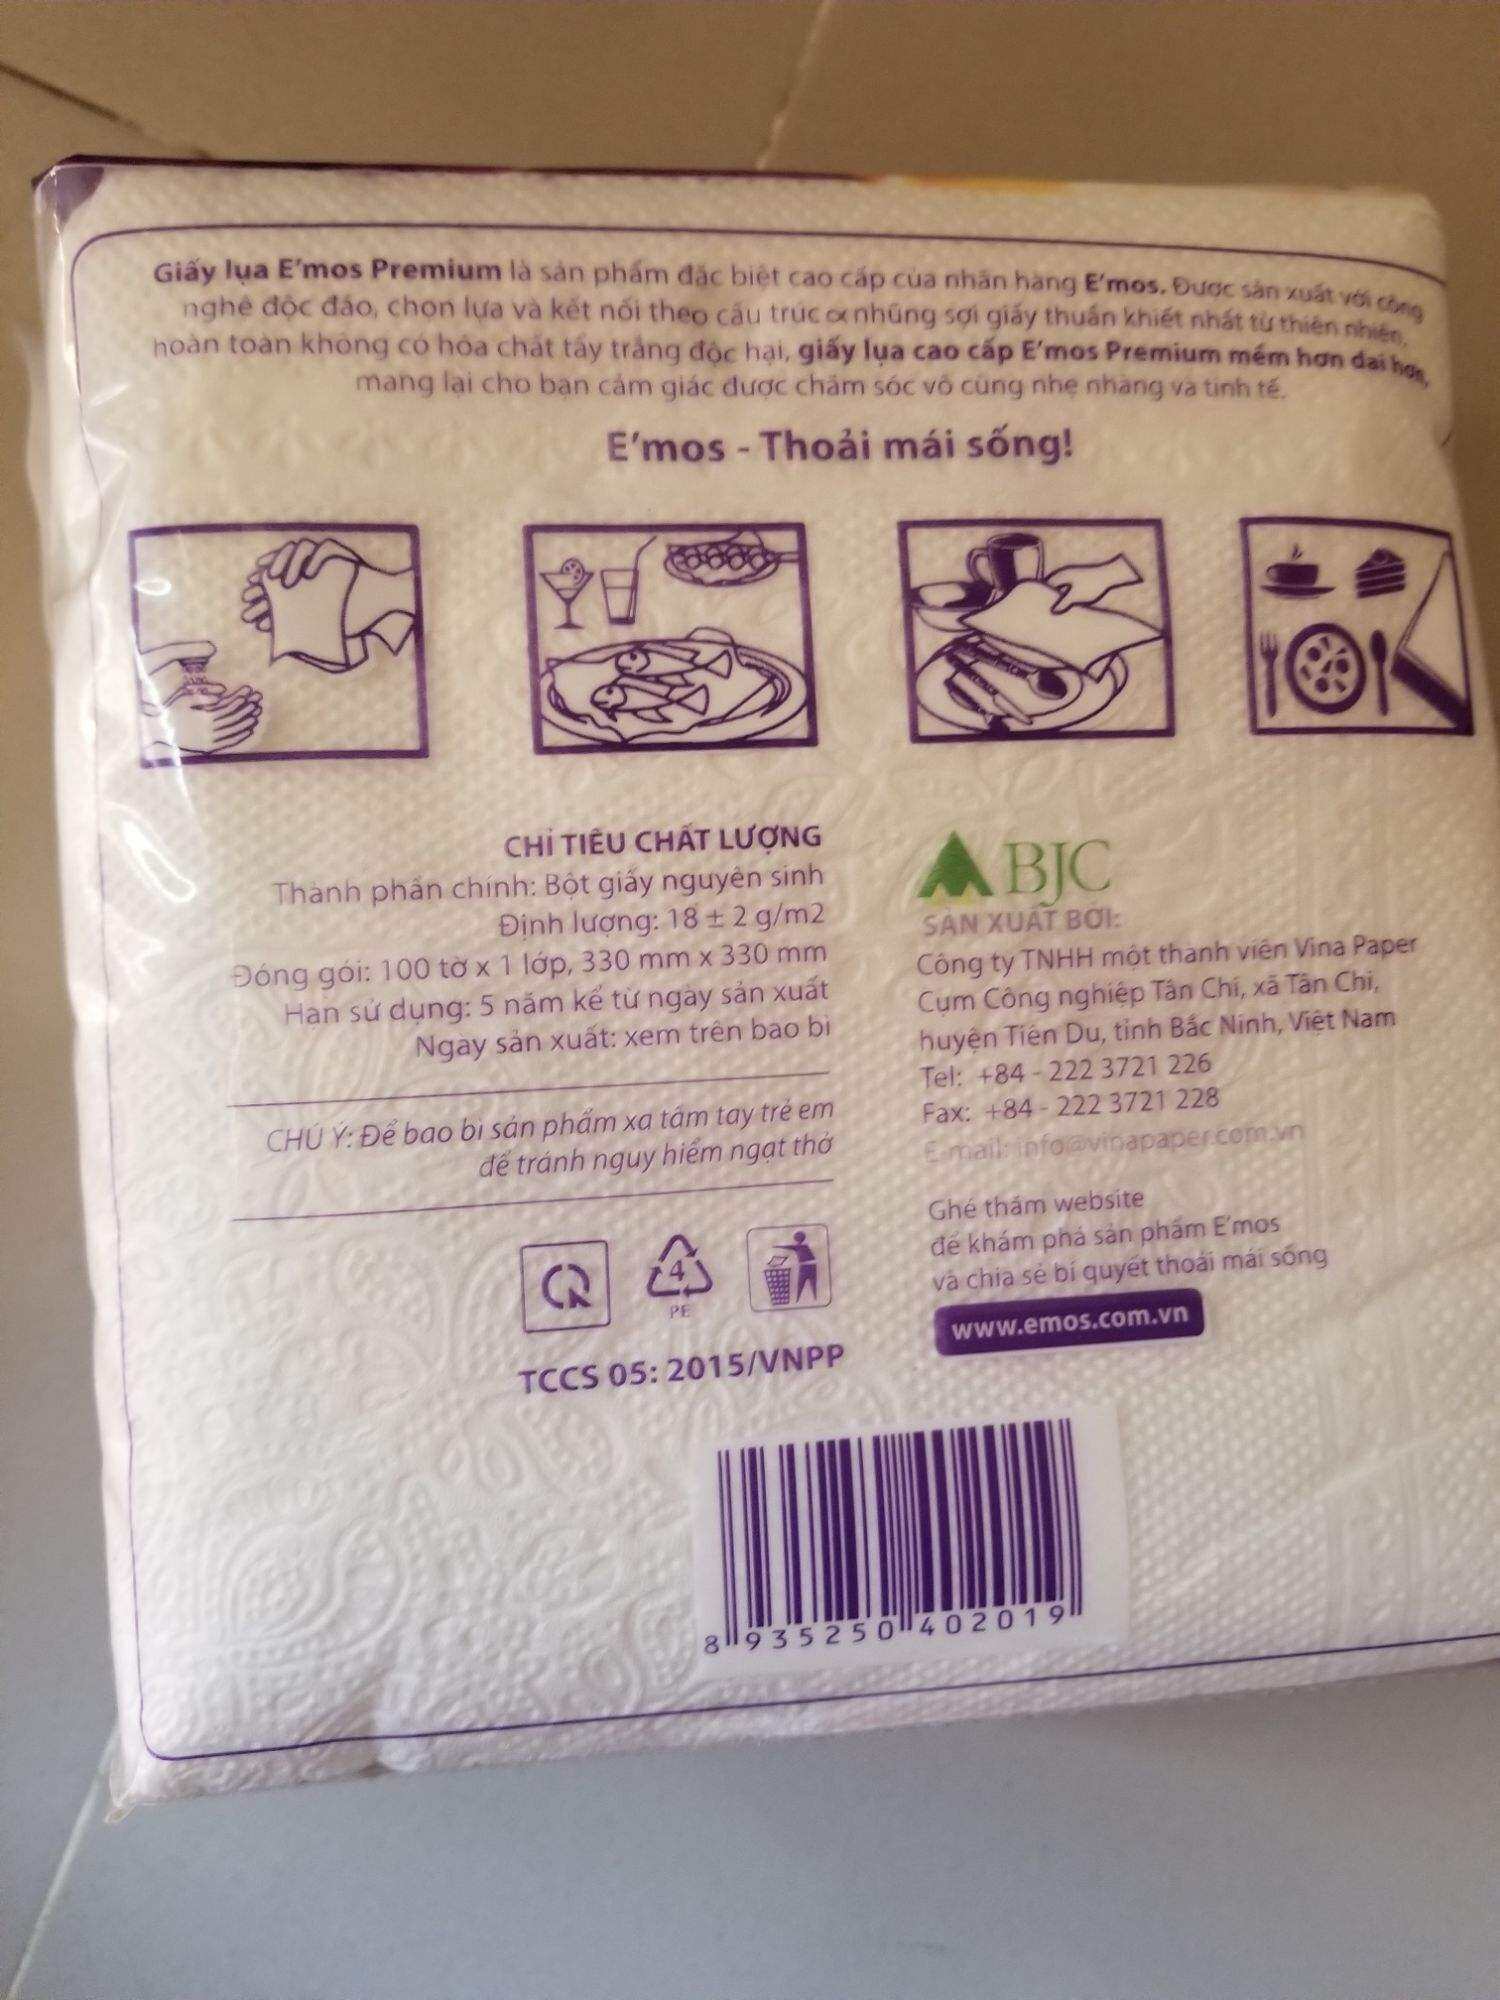 Giấy lụa E'mos Premium là sản phẩm đặc biệt cao cấp của nhãn hàng E'mos. Được sản xuất với công
nghệ độc đáo, chọn lựa và kết nối theo cấu trúc α những sợi giấy thuần khiết nhất từ thiên nhiên,
hoàn toàn không có hóa chất tẩy trắng độc hại, giấy lụa cao cấp E'mos Premium mềm hơn dai hơn,
mang lại cho bạn cảm giác được chăm sóc vô cùng nhẹ nhàng và tinh tế.
E'mos - Thoải mái sống!
CHỈ TIÊU CHẤT LƯỢNG
Thành phần chính: Bột giấy nguyên sinh
Định lượng: 18 ± 2 g/m2
Đóng gói: 100 tờ x 1 lớp, 330 mm x 330 mm
Hạn sử dụng: 5 năm kể từ ngày sản xuất
Ngày sản xuất: xem trên bao bì
CHÚ Ý: Để bao bì sản phẩm xa tầm tay trẻ em
để tránh nguy hiểm ngạt thở
4
PE
TCCS 05: 2015/VNPP
BJC
SẢN XUẤT BỞI:
Công ty TNHH một thành viên Vina Paper
Cụm Công nghiệp Tân Chi, xã Tân Chi,
huyện Tiên Du, tỉnh Bắc Ninh, Việt Nam
Tel: +84 - 222 3721 226
Fax: +84 - 222 3721 228
E-mail: info@vinapaper.com.vn
Ghé thăm website
để khám phá sản phẩm E'mos
và chia sẻ bí quyết thoải mái sống
www.emos.com.vn
8 935250 402019